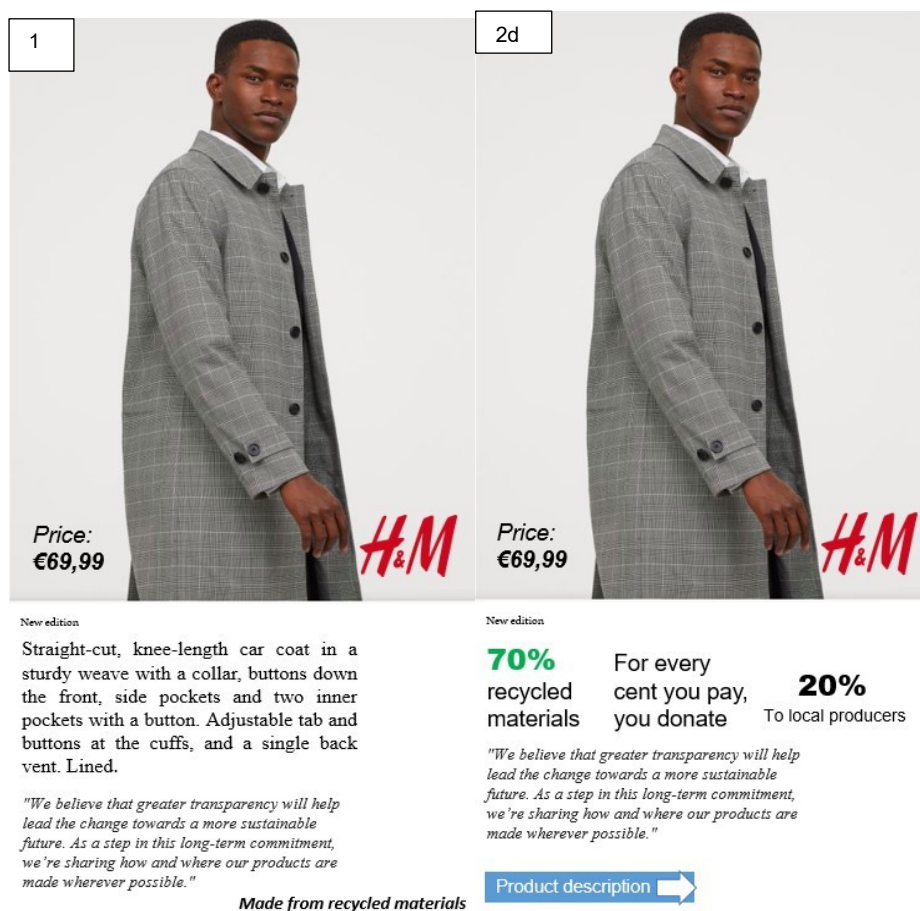 1
Price:
€69,99
H&M
New edition
Straight-cut, knee-length car coat in a
sturdy weave with a collar, buttons down
the front, side pockets and two inner
pockets with a button. Adjustable tab and
buttons at the cuffs, and a single back
vent. Lined.
"We believe that greater transparency will help
lead the change towards a more sustainable
future. As a step in this long-term commitment,
we're sharing how and where our products are
made wherever possible."
Made from recycled materials
2d
Price:
€69,99
H&M
New edition
70%
recycled
materials
For every
cent you pay,
you donate
20%
To local producers
"We believe that greater transparency will help
lead the change towards a more sustainable
future. As a step in this long-term commitment,
we're sharing how and where our products are
made wherever possible."
Product description